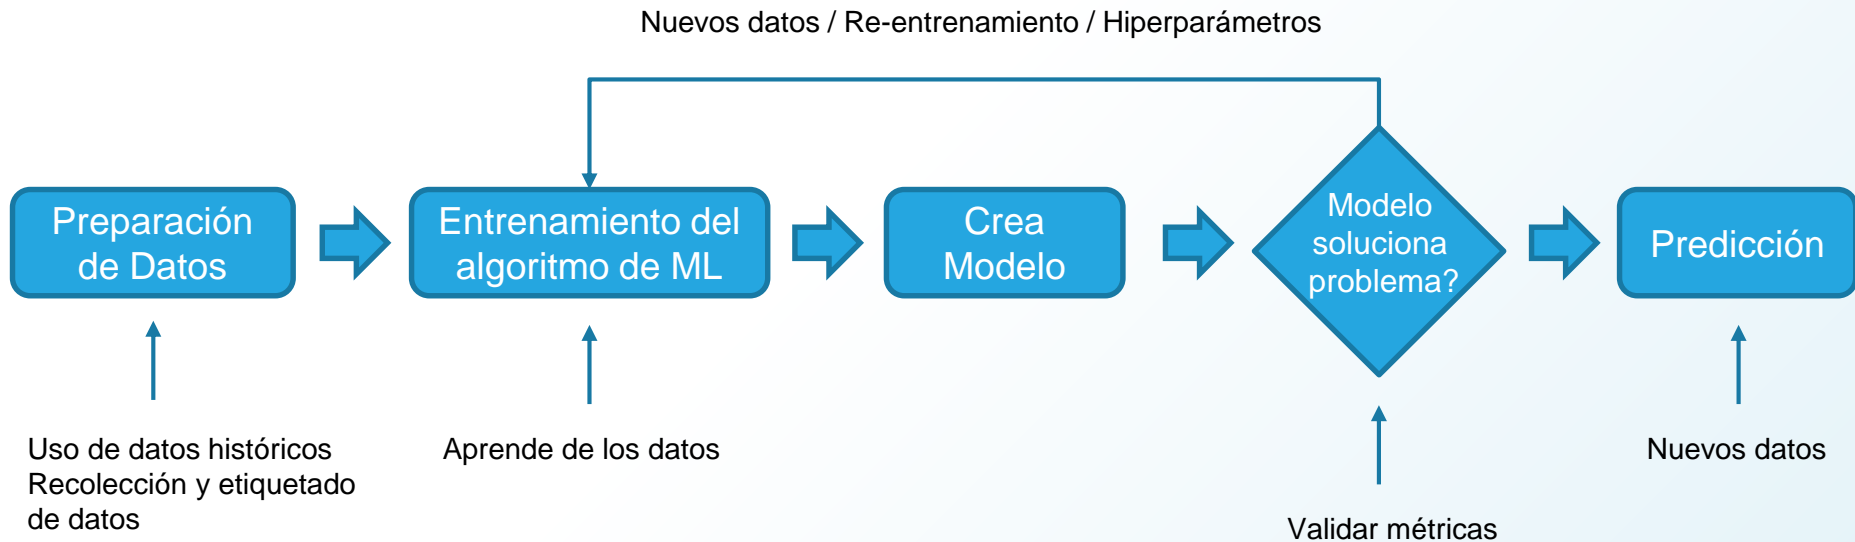 Nuevos datos / Re-entrenamiento / Hiperparámetros
Preparación
de Datos
Entrenamiento del
algoritmo de ML
Crea
Modelo
Modelo
soluciona
problema?
Predicción
Uso de datos históricos
Recolección y etiquetado
de datos
Aprende de los datos
Validar métricas
Nuevos datos